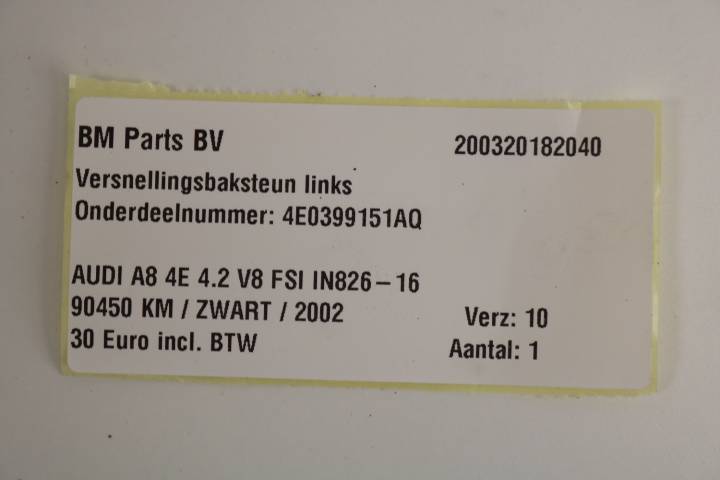 BM Parts BV 200320182040
Versnellingsbaksteun links
Onderdeelnummer: 4E0399151AQ
AUDI A8 4E 4.2 V8 FSI IN826-16
90450 KM / ZWART / 2002 Verz: 10
30 Euro incl. BTW Aantal: 1